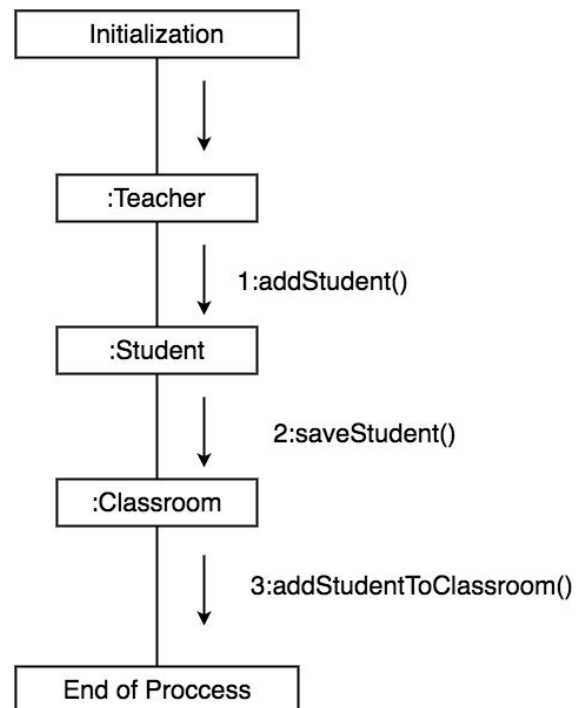 Initialization
:Teacher
1:addStudent()
:Student
2:saveStudent()
:Classroom
3:addStudentToClassroom()
End of Proccess